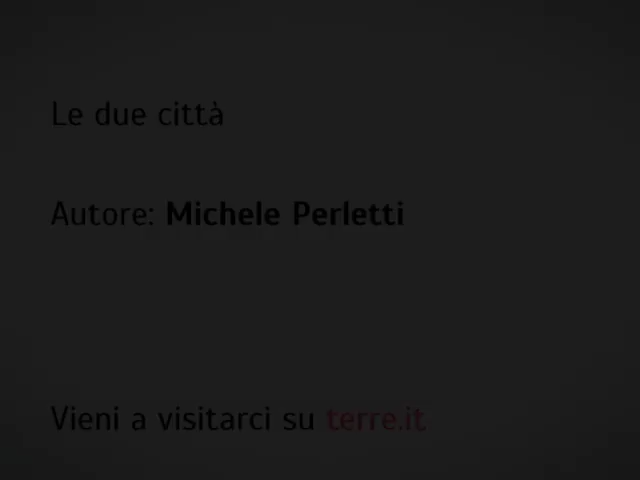 Le due città
Autore: Michele Perletti
Vieni a visitarci su terre.it